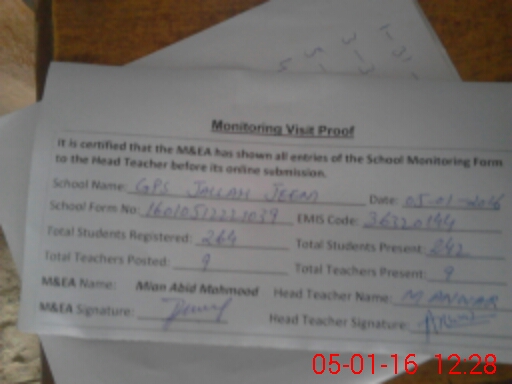 Monitoring Visit Proof
It is certified that the M&EA has shown all entries of the School Monitoring Form
to the Head Teacher before its online submission.
School Name: GPS JALLAH JEEM Date: 05-01-2016
School Form No: 16010512221039 EMIS Code: 36320144
Total Students Registered: 264 Total Students Present: 242
Total Teachers Posted: 9 Total Teachers Present: 9
M&EA Name: Mian Abid Mahmood Head Teacher Name: M ANWAR
M&EA Signature: Head Teacher Signature:
05-01-16 12:28